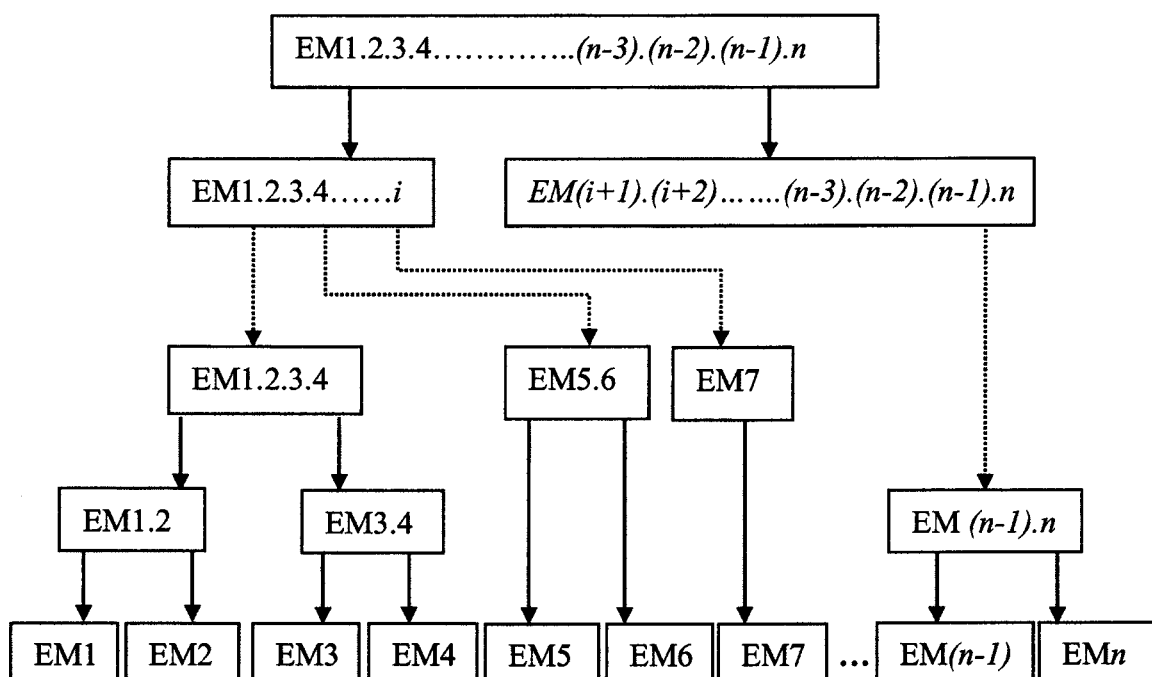 EM1.2.3.4…………..(n-3).(n-2).(n-1).n
EM1.2.3.4……i
EM(i+1).(i+2)…….(n-3).(n-2).(n-1).n
EM1.2.3.4
EM5.6
EM7
EM1.2
EM3.4
EM (n-1).n
EM1
EM2
EM3
EM4
EM5
EM6
EM7
...
EM(n-1)
EMn